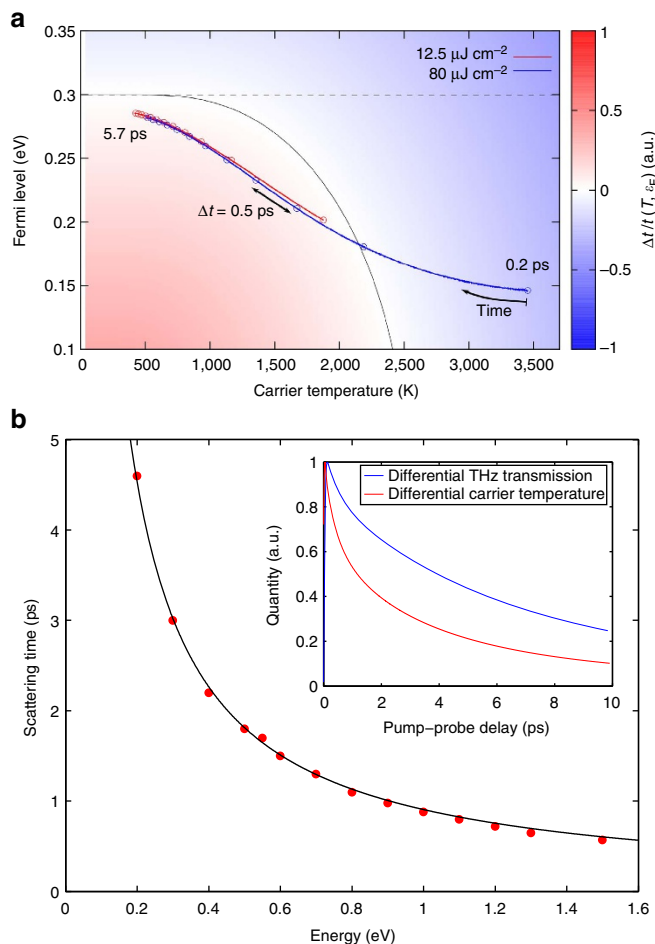 a
0.35
0.3
0.25
0.2
0.15
0.1
Fermi level (eV)
0
500
1,000
1,500
2,000
2,500
3,000
3,500
Carrier temperature (K)
12.5 μJ cm⁻²
80 μJ cm⁻²
5.7 ps
Δt = 0.5 ps
0.2 ps
Time
1
0.5
0
−0.5
−1
Δt/t (T, εF) (a.u.)
b
5
4
3
2
1
0
Scattering time (ps)
0
0.2
0.4
0.6
0.8
1
1.2
1.4
1.6
Energy (eV)
1
0.8
0.6
0.4
0.2
0
Quantity (a.u.)
Differential THz transmission
Differential carrier temperature
0
2
4
6
8
10
Pump−probe delay (ps)